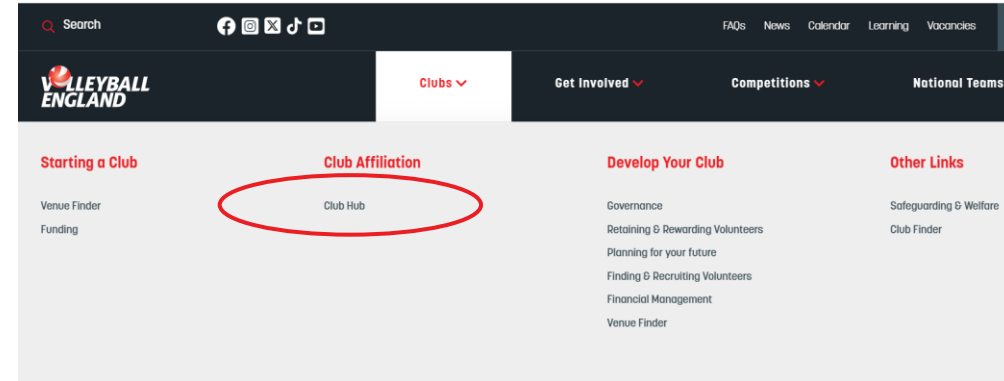 Search
FAQs News Calendar Learning Vacancies
VOLLEYBALL
ENGLAND
Clubs
Get Involved
Competitions
National Teams
Starting a Club
Venue Finder
Funding
Club Affiliation
Club Hub
Develop Your Club
Governance
Retaining & Rewarding Volunteers
Planning for your future
Finding & Recruiting Volunteers
Financial Management
Venue Finder
Other Links
Safeguarding & Welfare
Club Finder